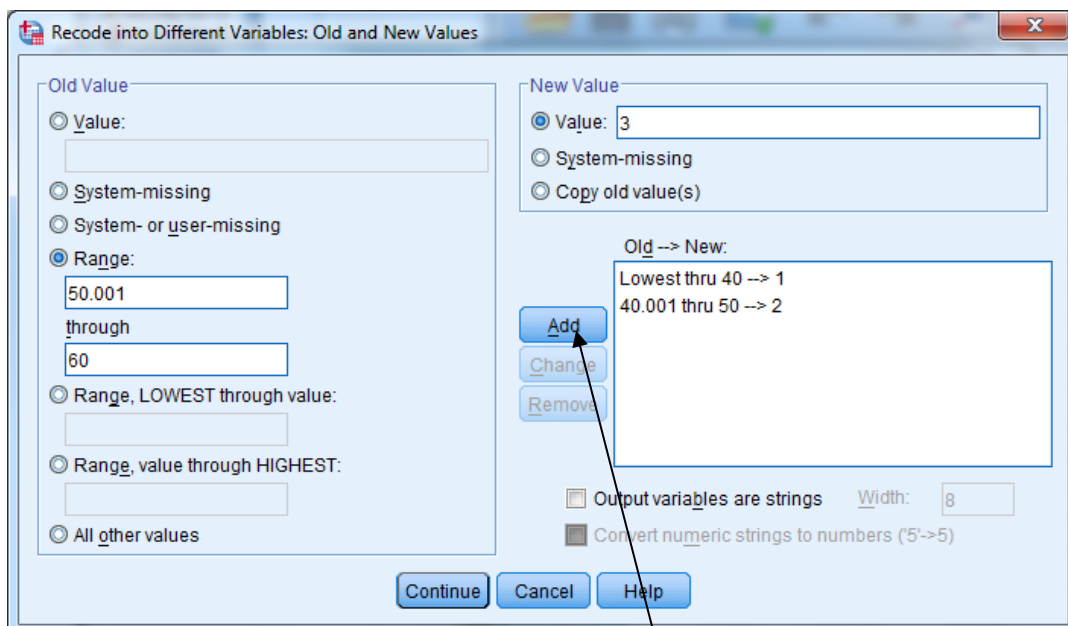 Recode into Different Variables: Old and New Values
Old Value
Value:
System-missing
System- or user-missing
Range:
50.001
through
60
Range, LOWEST through value:
Range, value through HIGHEST:
All other values
New Value
Value: 3
System-missing
Copy old value(s)
Old --> New:
Lowest thru 40 --> 1
40.001 thru 50 --> 2
Add
Change
Remove
Output variables are strings Width: 8
Convert numeric strings to numbers ('5'->5)
Continue Cancel Help